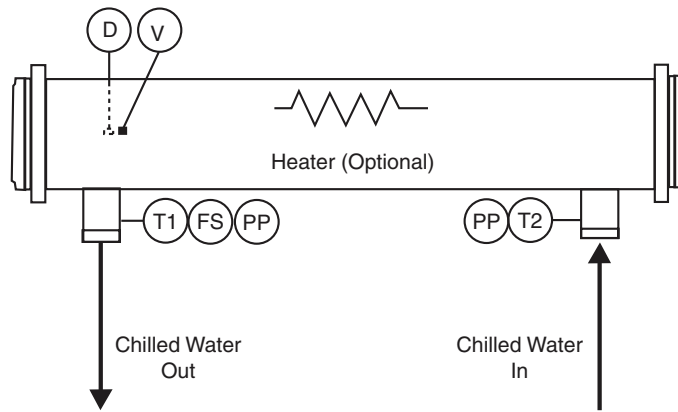 D V
Heater (Optional)
T1 FS PP
PP T2
Chilled Water
Out
Chilled Water
In